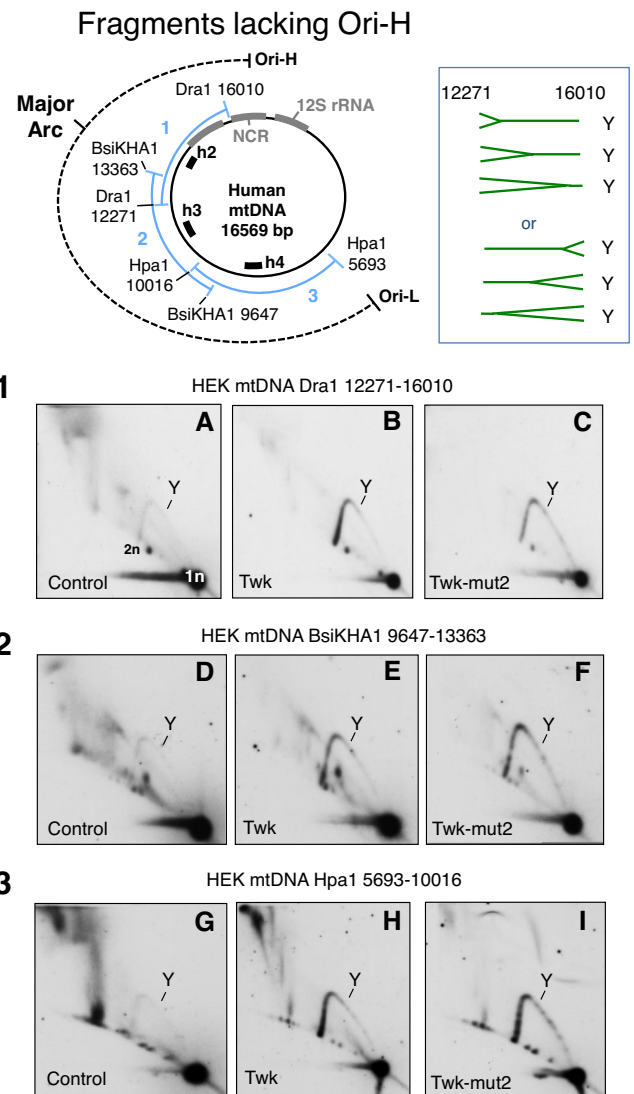 Fragments lacking Ori-H
Ori-H
Dra1 16010
Major
Arc
12S rRNA
NCR
1
h2
BsiKHA1
13363
Dra1
12271
Human
mtDNA
16569 bp
h3
2
Hpa1
10016
h4
Hpa1
5693
3
Ori-L
BsiKHA1 9647
12271 16010
Y
Y
Y
or
Y
Y
Y
1
HEK mtDNA Dra1 12271-16010
A
Y
2n
1n
Control
B
Y
Twk
C
Y
Twk-mut2
2
HEK mtDNA BsiKHA1 9647-13363
D
Y
Control
E
Y
Twk
F
Y
Twk-mut2
3
HEK mtDNA Hpa1 5693-10016
G
Y
Control
H
Y
Twk
I
Y
Twk-mut2